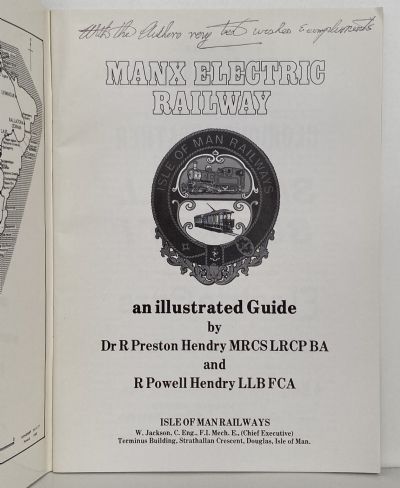 With the Authors very best wishes & compliments
MANX ELECTRIC
RAILWAY
ISLE OF MAN RAILWAYS
an illustrated Guide
by
Dr R Preston Hendry MRCS LRCP BA
and
R Powell Hendry LLB FCA
ISLE OF MAN RAILWAYS
W. Jackson, C. Eng., F.I. Mech. E., (Chief Executive)
Terminus Building, Strathallan Crescent, Douglas, Isle of Man.